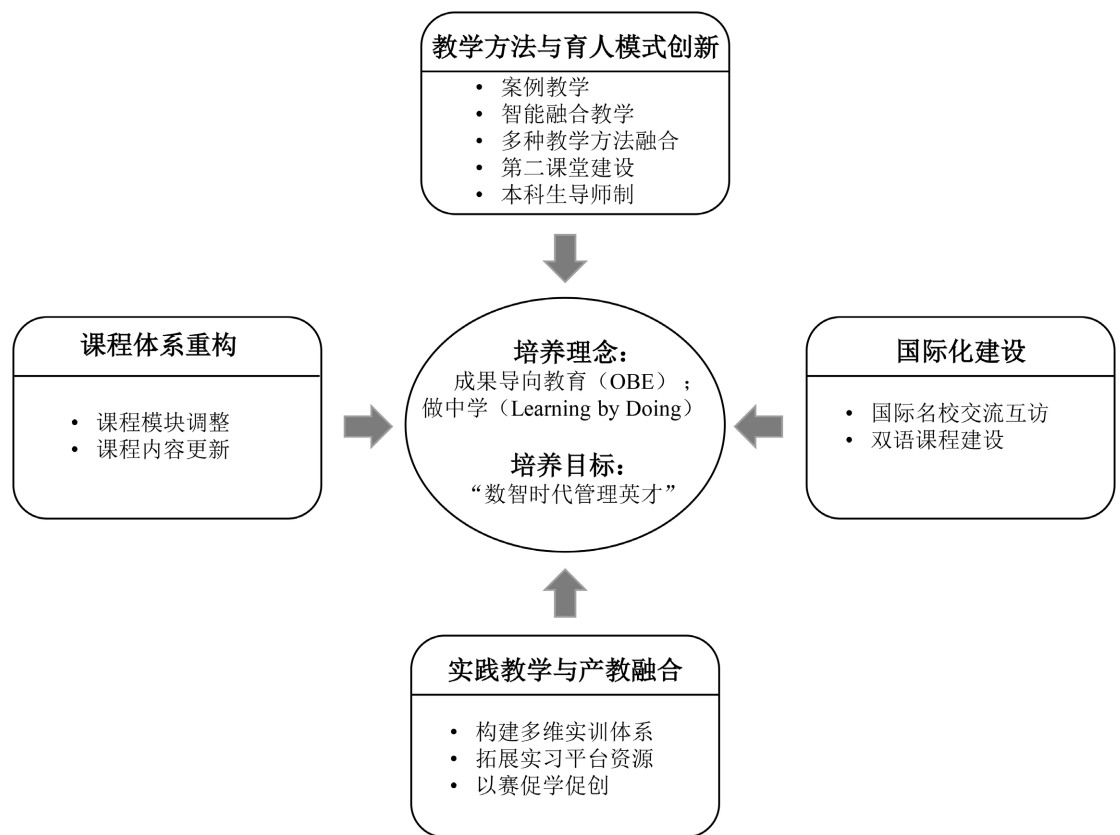 教学方法与育人模式创新
• 案例教学
• 智能融合教学
• 多种教学方法融合
• 第二课堂建设
• 本科生导师制
课程体系重构
• 课程模块调整
• 课程内容更新
培养理念：
成果导向教育（OBE）；
做中学（Learning by Doing）
培养目标：
“数智时代管理英才”
国际化建设
• 国际名校交流互访
• 双语课程建设
实践教学与产教融合
• 构建多维实训体系
• 拓展实习平台资源
• 以赛促学促创